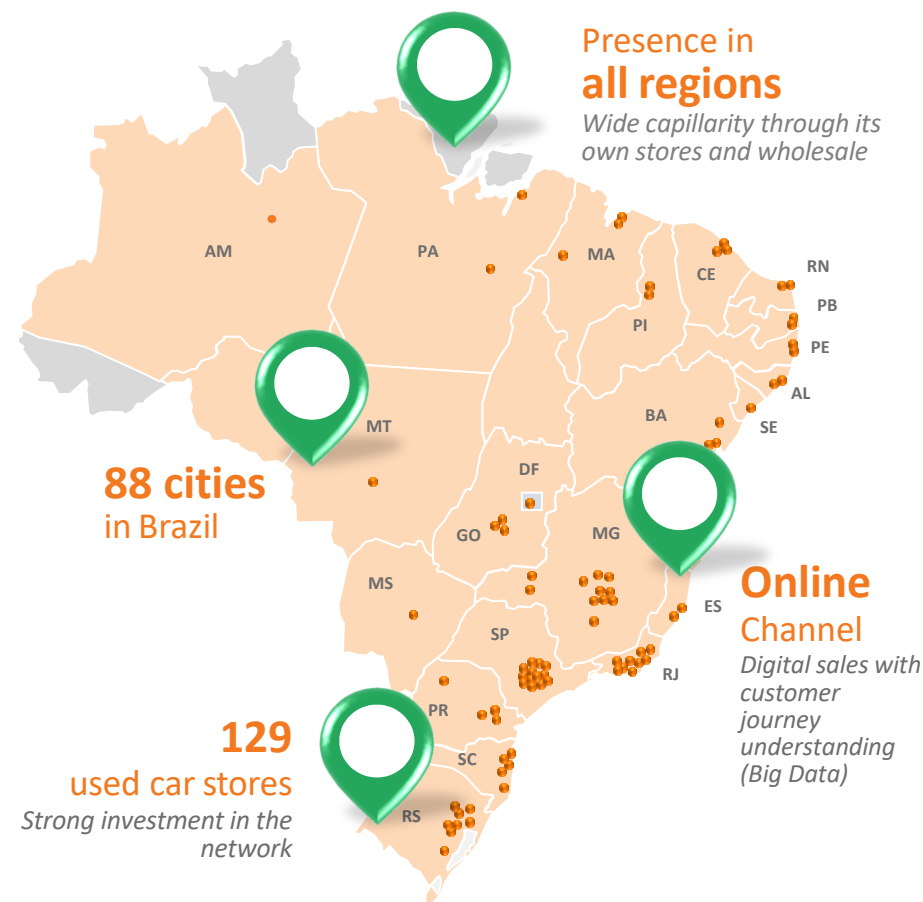 Presence in
all regions
Wide capillarity through its
own stores and wholesale
AM
PA
MA
CE
RN
PB
PI
PE
AL
BA
SE
MT
88 cities
in Brazil
DF
GO
MG
MS
ES
Online
Channel
Digital sales with
customer
journey
understanding
(Big Data)
SP
RJ
PR
129
used car stores
Strong investment in the
network
SC
RS